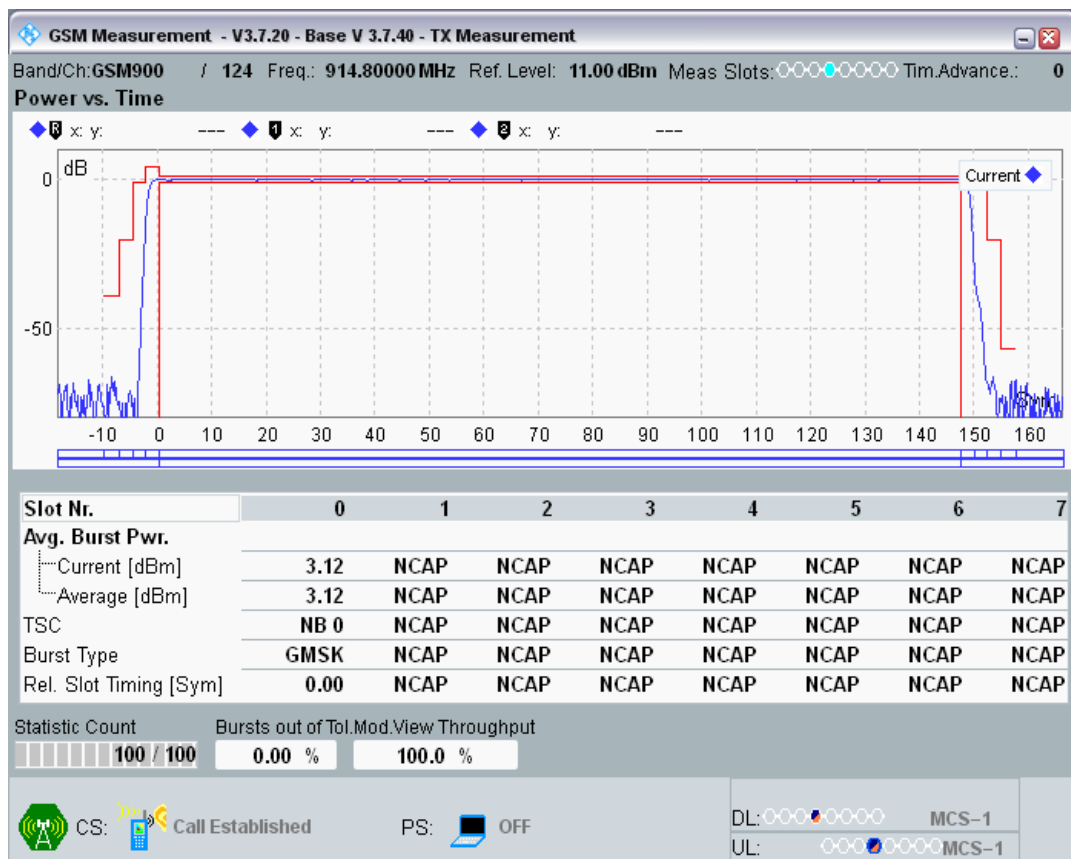 GSM Measurement - V3.7.20 - Base V 3.7.40 - TX Measurement
Band/Ch:GSM900 / 124 Freq.: 914.80000 MHz Ref. Level: 11.00 dBm Meas Slots: Tim.Advance.: 0
Power vs. Time
R x: y: --- 1 x: y: --- 2 x: y: ---
dB
Current
0
-50
Sync
-10 0 10 20 30 40 50 60 70 80 90 100 110 120 130 140 150 160
Slot Nr. 0 1 2 3 4 5 6 7
Avg. Burst Pwr.
Current [dBm] 3.12 NCAP NCAP NCAP NCAP NCAP NCAP NCAP
Average [dBm] 3.12 NCAP NCAP NCAP NCAP NCAP NCAP NCAP
TSC NB 0 NCAP NCAP NCAP NCAP NCAP NCAP NCAP
Burst Type GMSK NCAP NCAP NCAP NCAP NCAP NCAP NCAP
Rel. Slot Timing [Sym] 0.00 NCAP NCAP NCAP NCAP NCAP NCAP NCAP
Statistic Count Bursts out of Tol.Mod.View Throughput
100 / 100 0.00 % 100.0 %
CS: Call Established PS: OFF
DL: MCS-1
UL: MCS-1